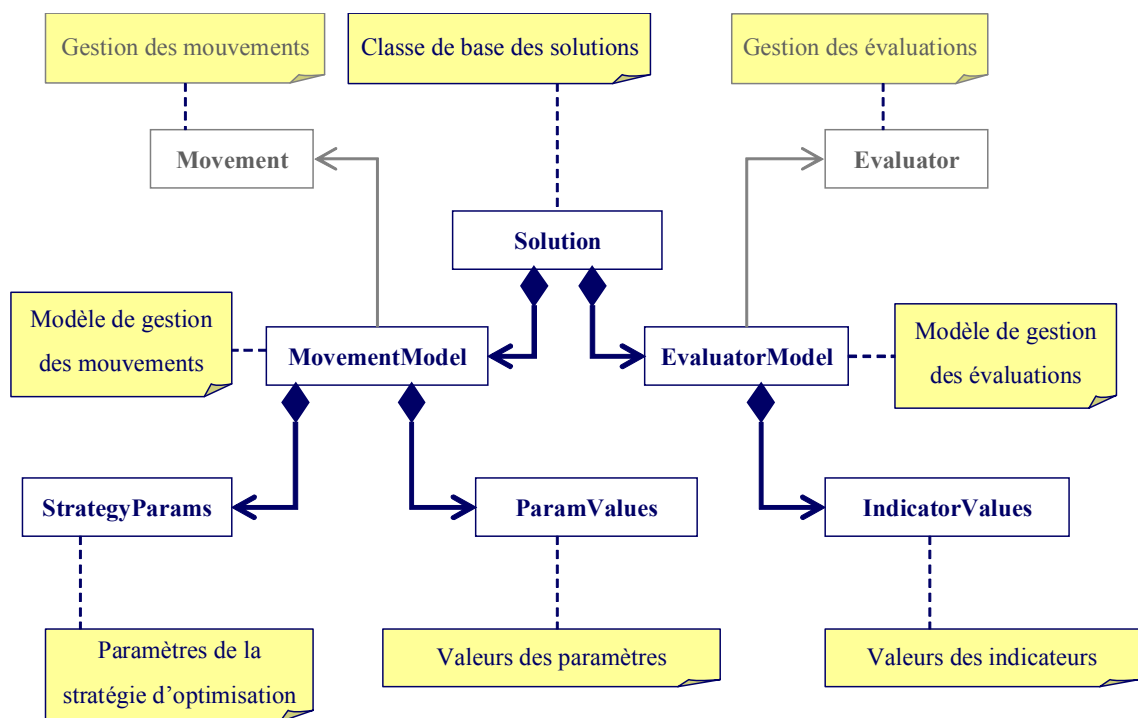 Gestion des mouvements
Classe de base des solutions
Gestion des évaluations
Movement
Evaluator
Solution
Modèle de gestion
des mouvements
MovementModel
EvaluatorModel
Modèle de gestion
des évaluations
StrategyParams
ParamValues
IndicatorValues
Paramètres de la
stratégie d’optimisation
Valeurs des paramètres
Valeurs des indicateurs